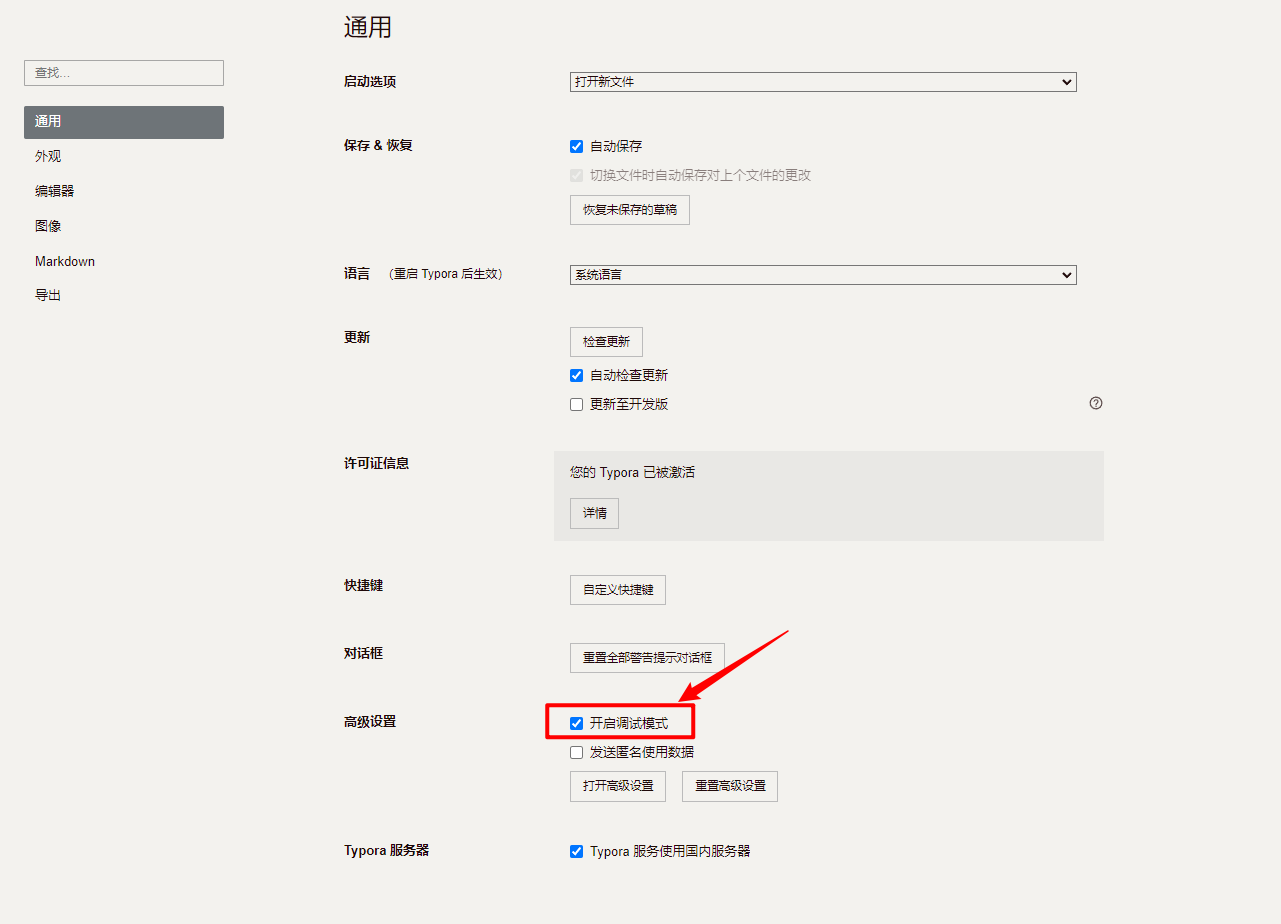 通用
查找...
通用
外观
编辑器
图像
Markdown
导出
启动选项
打开新文件
保存 & 恢复
自动保存
切换文件时自动保存对上个文件的更改
恢复未保存的草稿
语言 （重启 Typora 后生效）
系统语言
更新
检查更新
自动检查更新
更新至开发版
许可证信息
您的 Typora 已被激活
详情
快捷键
自定义快捷键
对话框
重置全部警告提示对话框
高级设置
开启调试模式
发送匿名使用数据
打开高级设置 重置高级设置
Typora 服务器
Typora 服务使用国内服务器